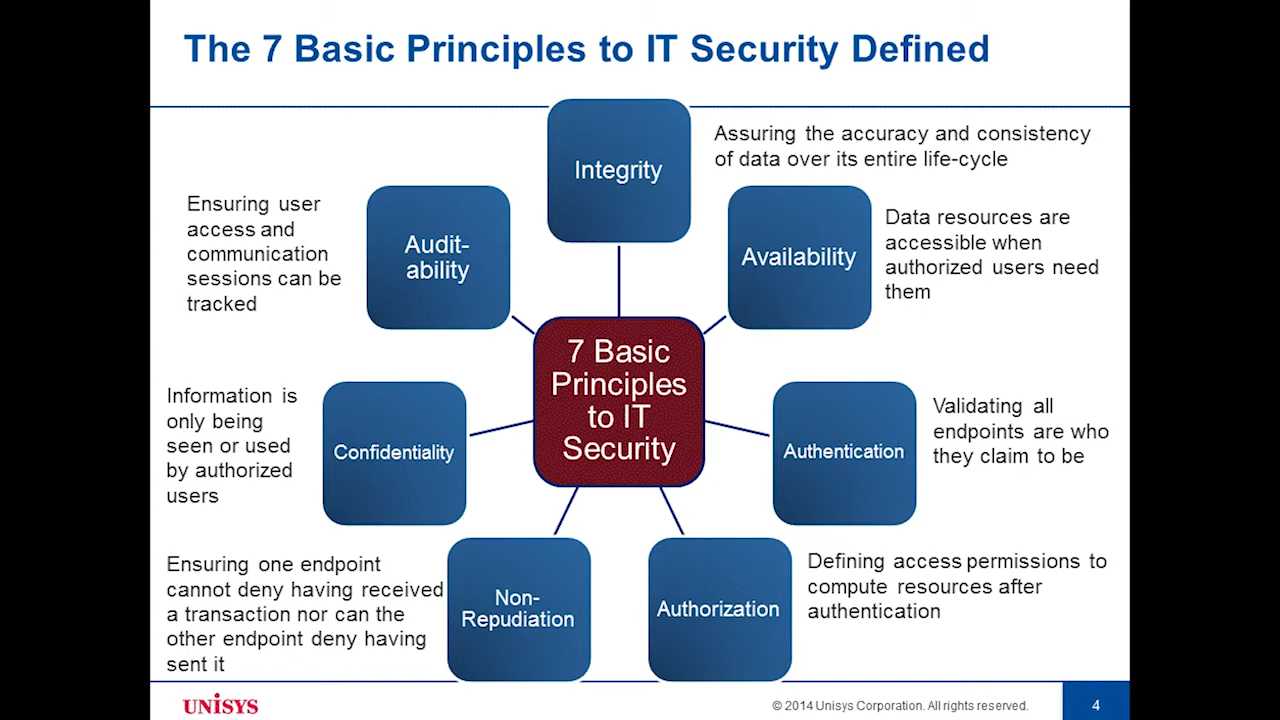 The 7 Basic Principles to IT Security Defined
Integrity
Assuring the accuracy and consistency
of data over its entire life-cycle
Availability
Data resources are
accessible when
authorized users need
them
Authentication
Validating all
endpoints are who
they claim to be
Authorization
Defining access permissions to
compute resources after
authentication
Non-
Repudiation
Ensuring one endpoint
cannot deny having received
a transaction nor can the
other endpoint deny having
sent it
Confidentiality
Information is
only being
seen or used
by authorized
users
Audit-
ability
Ensuring user
access and
communication
sessions can be
tracked
7 Basic
Principles
to IT
Security
UNISYS
© 2014 Unisys Corporation. All rights reserved.
4